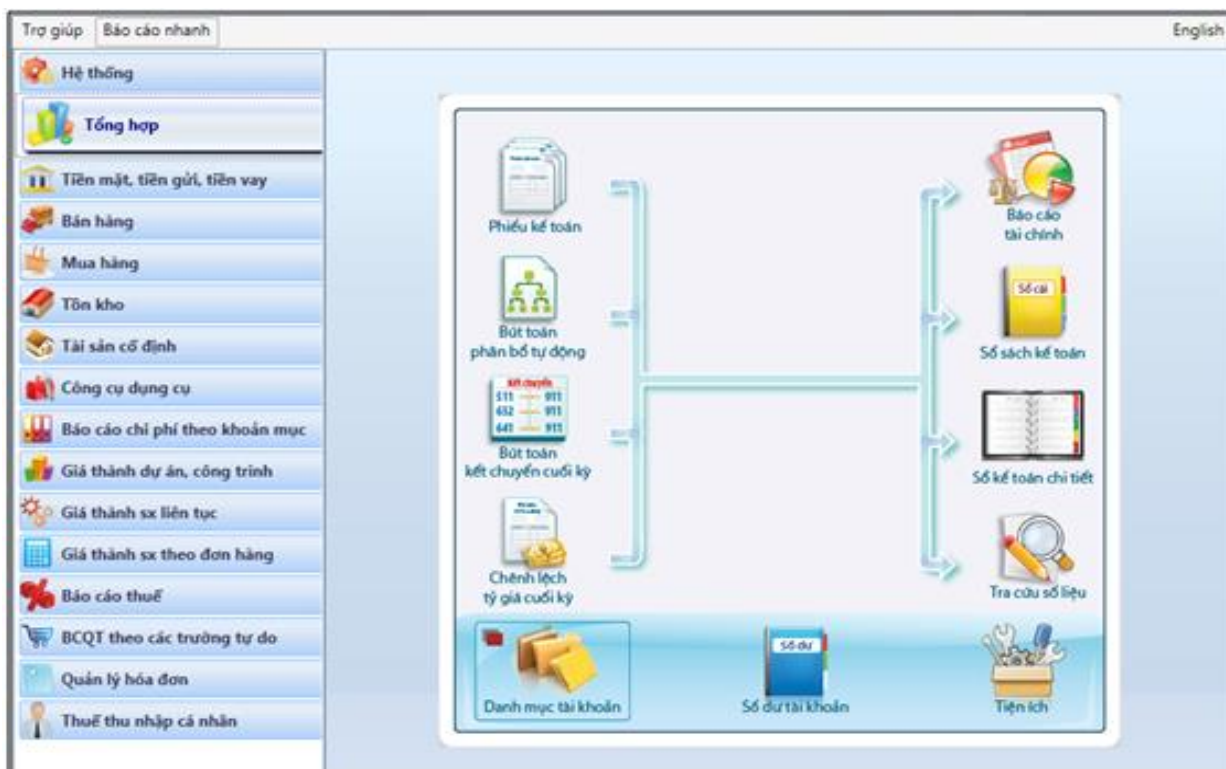 Trợ giúp Báo cáo nhanh English
Hệ thống
Tổng hợp
Tiền mặt, tiền gửi, tiền vay
Bán hàng
Mua hàng
Tồn kho
Tài sản cố định
Công cụ dụng cụ
Báo cáo chi phí theo khoản mục
Giá thành dự án, công trình
Giá thành sx liên tục
Giá thành sx theo đơn hàng
Báo cáo thuế
BCQT theo các trường tự do
Quản lý hóa đơn
Thuế thu nhập cá nhân
Phiếu kế toán
Bút toán
phân bổ tự động
Kết chuyển
511 911
632 911
641 911
Bút toán
kết chuyển cuối kỳ
Chênh lệch
tỷ giá cuối kỳ
Báo cáo
tài chính
Sổ cái
Sổ sách kế toán
Sổ kế toán chi tiết
Tra cứu số liệu
Danh mục tài khoản
Số dư
Số dư tài khoản
Tiện ích